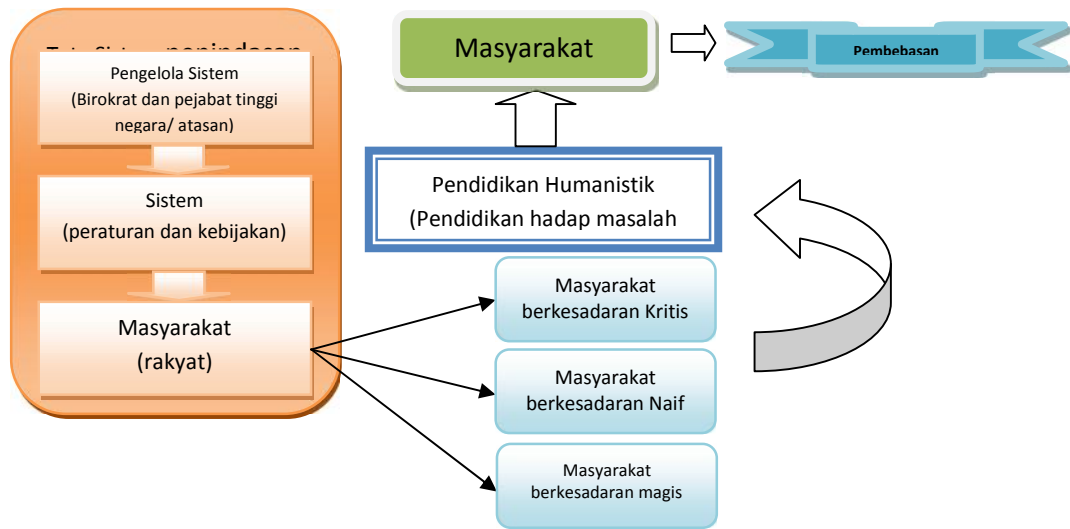 penindasan
Pengelola Sistem
(Birokrat dan pejabat tinggi
negara/ atasan)
Sistem
(peraturan dan kebijakan)
Masyarakat
(rakyat)
Masyarakat
Pembebasan
Pendidikan Humanistik
(Pendidikan hadap masalah
Masyarakat
berkesadaran Kritis
Masyarakat
berkesadaran Naif
Masyarakat
berkesadaran magis